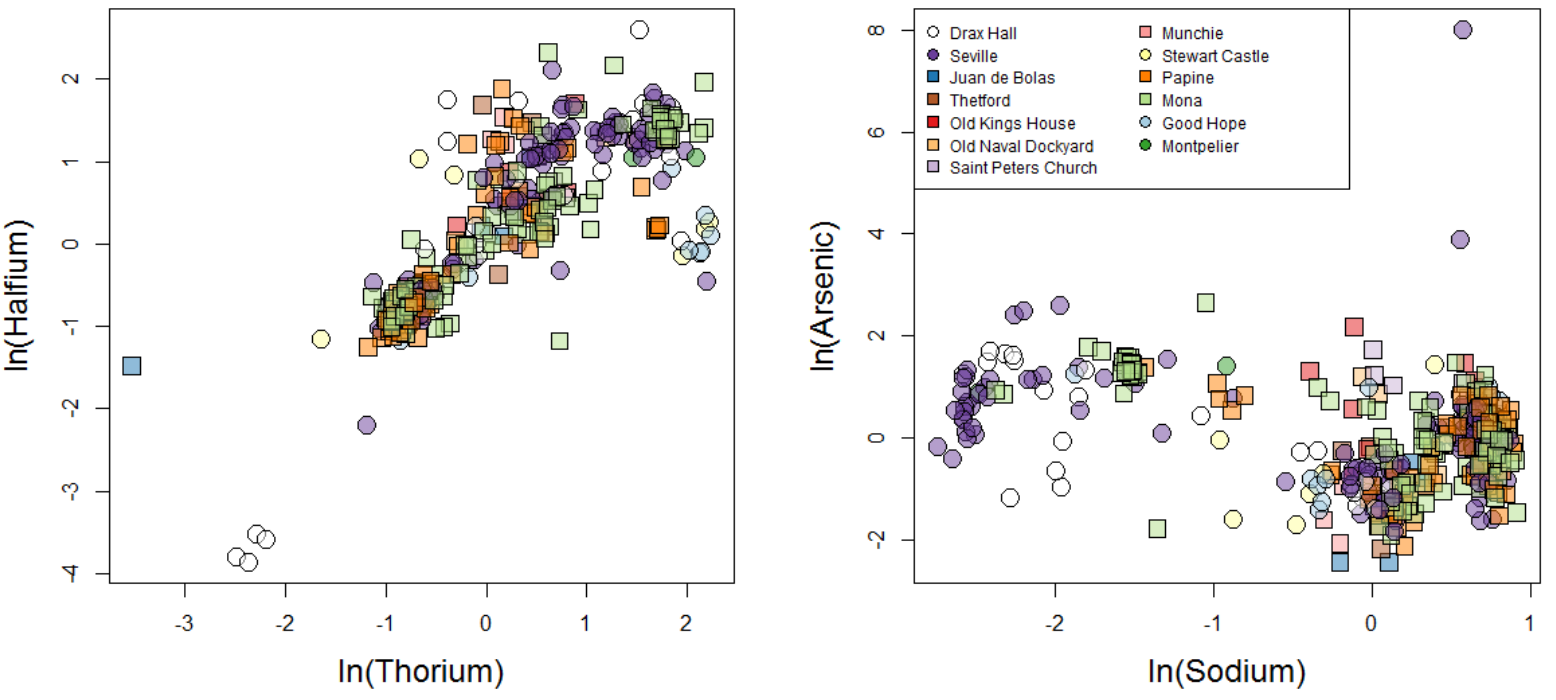 2
1
0
-1
-2
-3
-4
ln(Halfium)
-3
-2
-1
0
1
2
ln(Thorium)
8
6
4
2
0
-2
ln(Arsenic)
Drax Hall
Seville
Juan de Bolas
Thetford
Old Kings House
Old Naval Dockyard
Saint Peters Church
Munchie
Stewart Castle
Papine
Mona
Good Hope
Montpelier
-2
-1
0
1
ln(Sodium)